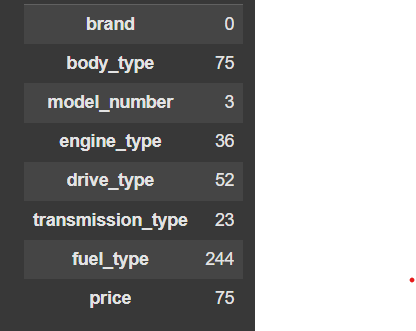 brand 0
body_type 75
model_number 3
engine_type 36
drive_type 52
transmission_type 23
fuel_type 244
price 75